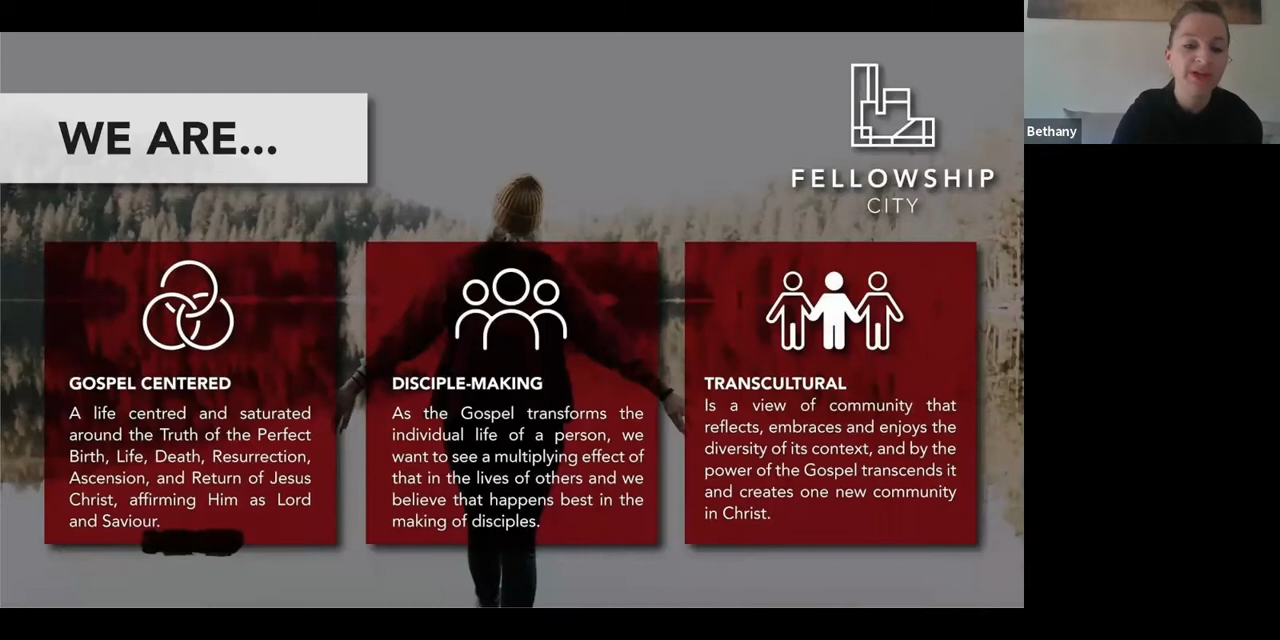 WE ARE...
FELLOWSHIP
CITY
GOSPEL CENTERED
A life centred and saturated
around the Truth of the Perfect
Birth, Life, Death, Resurrection,
Ascension, and Return of Jesus
Christ, affirming Him as Lord
and Saviour.
DISCIPLE-MAKING
As the Gospel transforms the
individual life of a person, we
want to see a multiplying effect of
that in the lives of others and we
believe that happens best in the
making of disciples.
TRANSCULTURAL
Is a view of community that
reflects, embraces and enjoys the
diversity of its context, and by the
power of the Gospel transcends it
and creates one new community
in Christ.
Bethany